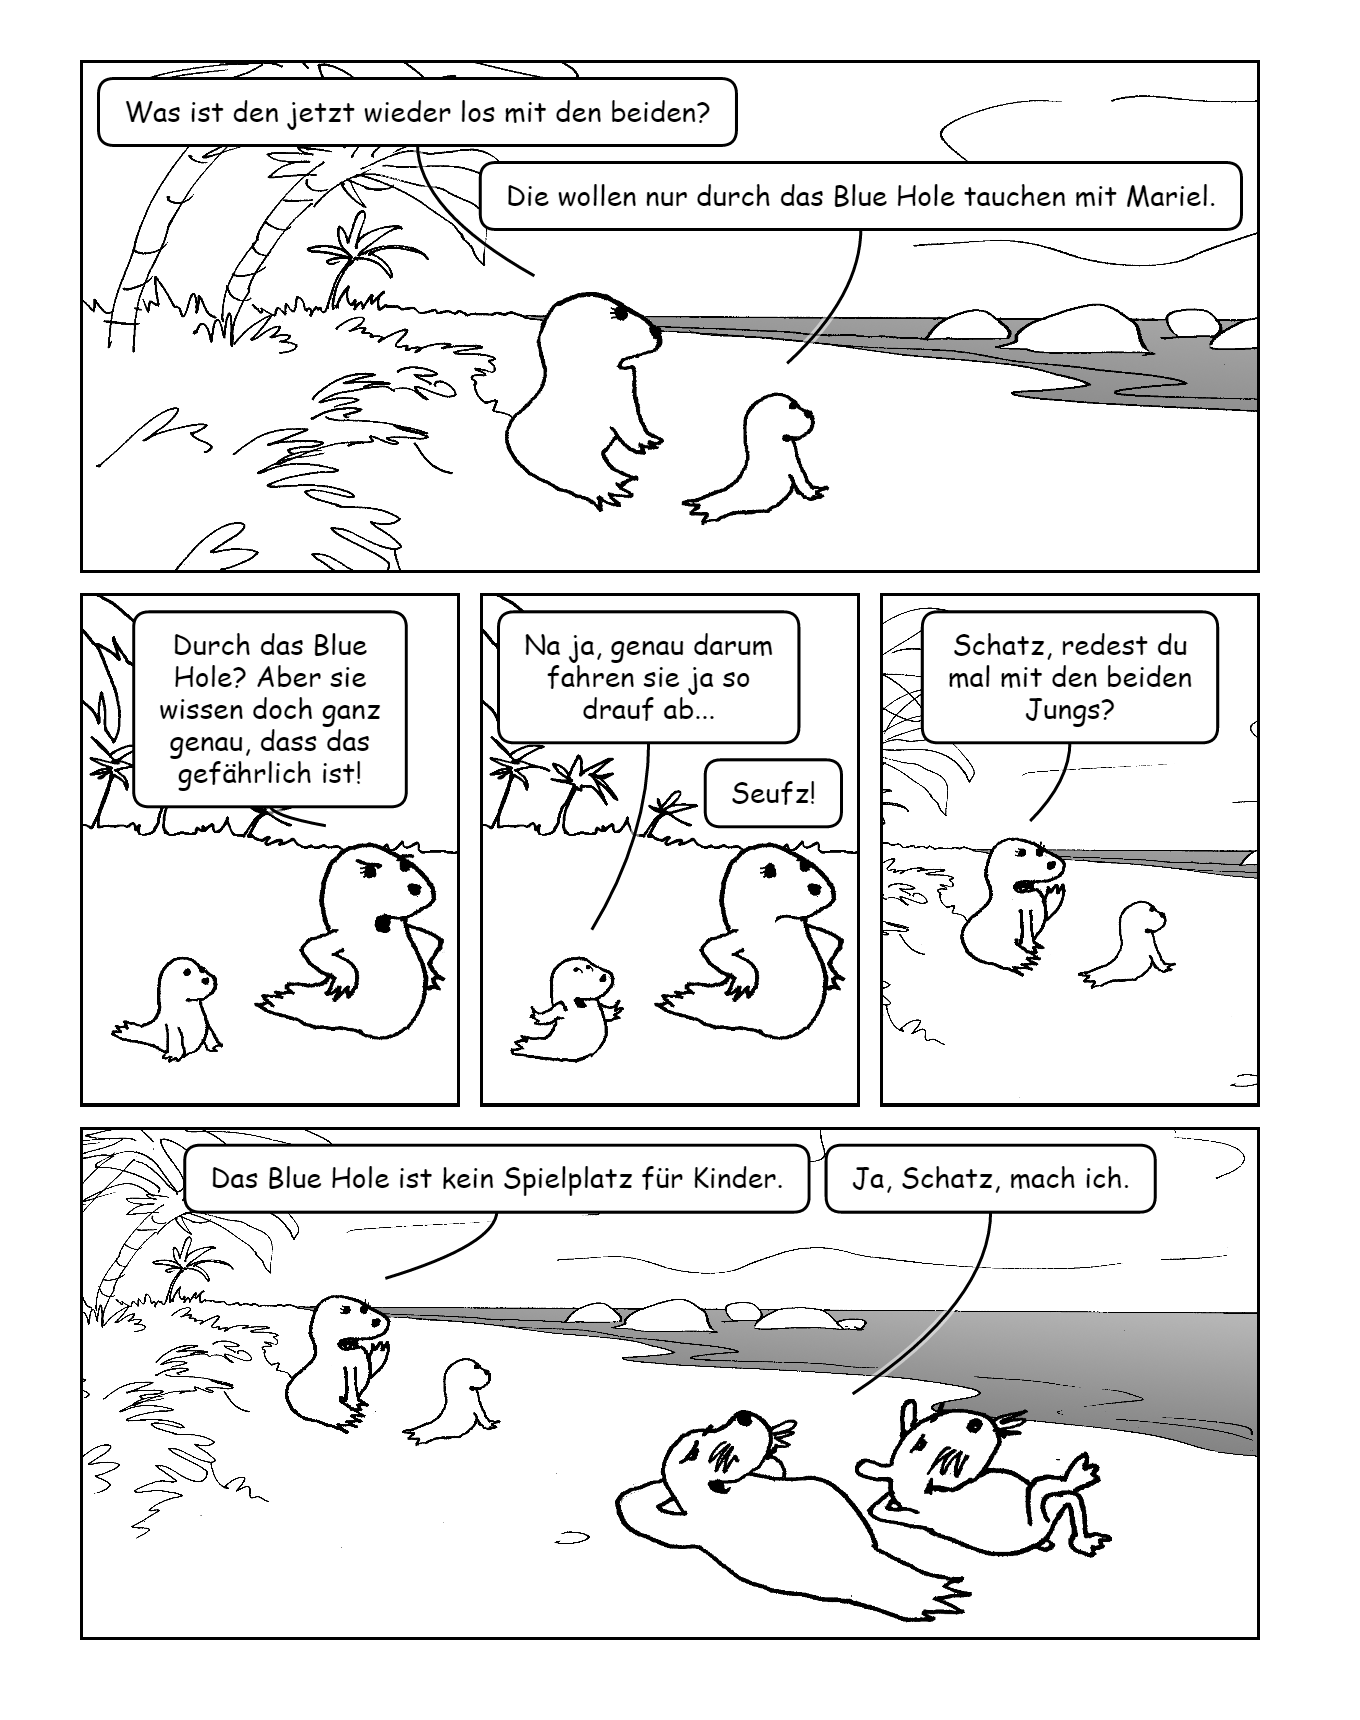 Was ist den jetzt wieder los mit den beiden?
Die wollen nur durch das Blue Hole tauchen mit Mariel.
Durch das Blue
Hole? Aber sie
wissen doch ganz
genau, dass das
gefährlich ist!
Na ja, genau darum
fahren sie ja so
drauf ab...
Seufz!
Schatz, redest du
mal mit den beiden
Jungs?
Das Blue Hole ist kein Spielplatz für Kinder.
Ja, Schatz, mach ich.